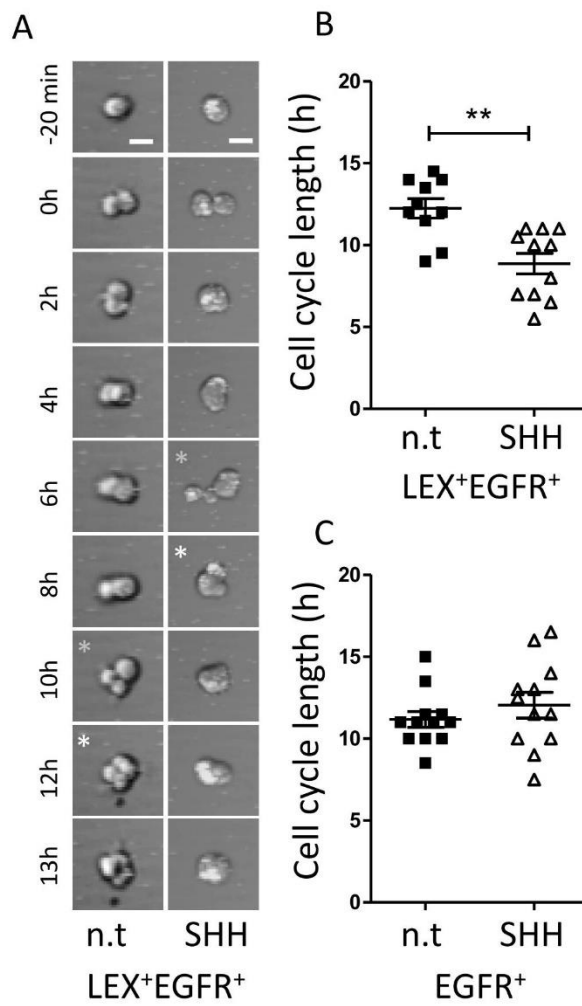 A
-20 min
0h
2h
4h
6h
*
8h
*
10h
*
12h
*
13h
n.t SHH
LEX⁺EGFR⁺
B
Cell cycle length (h)
20
15
10
5
0
**
n.t SHH
LEX⁺EGFR⁺
C
Cell cycle length (h)
20
15
10
5
0
n.t SHH
EGFR⁺